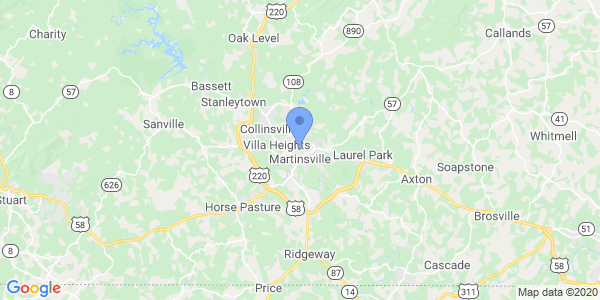 220
Charity
Oak Level
890
Callands
Bassett
108
8
57
Stanleytown
57
Sanville
Collinsville
41
Whitmell
Villa Heights
Martinsville
Laurel Park
Soapstone
220
Axton
626
Stuart
58
Horse Pasture
58
Brosville
8
Ridgeway
58
87
Cascade
Price
14
311
Google
Map data ©2020